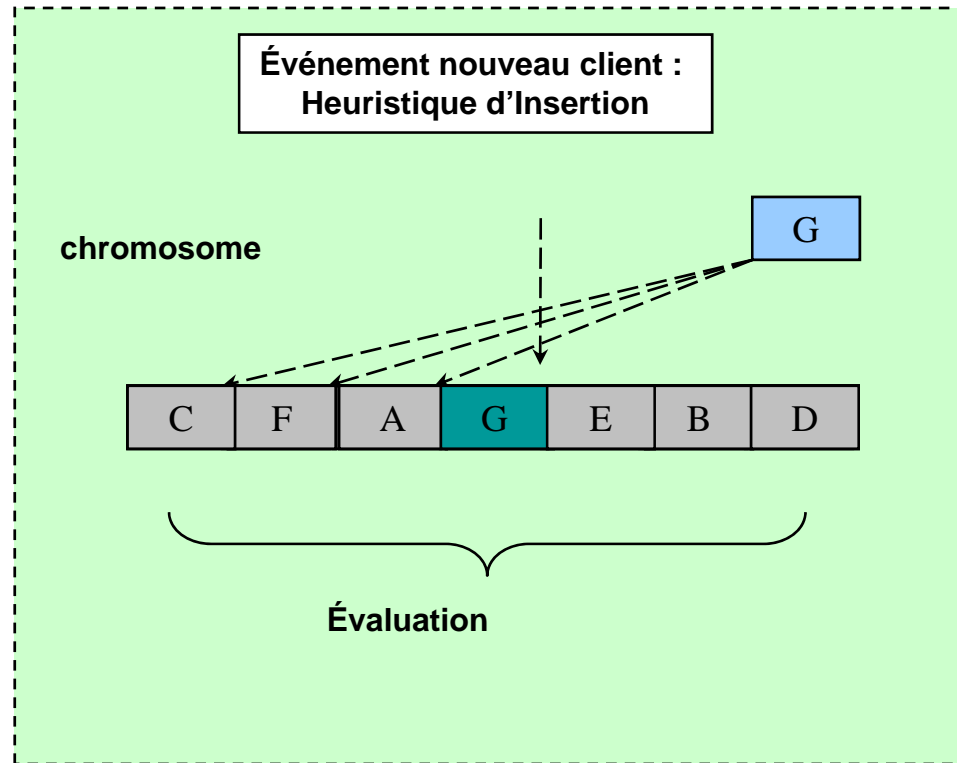 Événement nouveau client :
Heuristique d’Insertion
G
chromosome
C F A G E B D
Évaluation